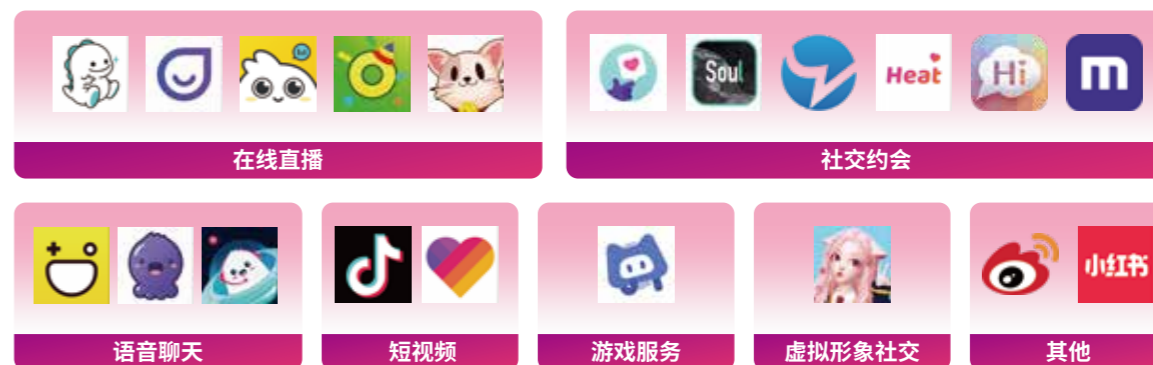 Soul
Heat
Hi
m
在线直播
社交约会
小红书
语音聊天
短视频
游戏服务
虚拟形象社交
其他